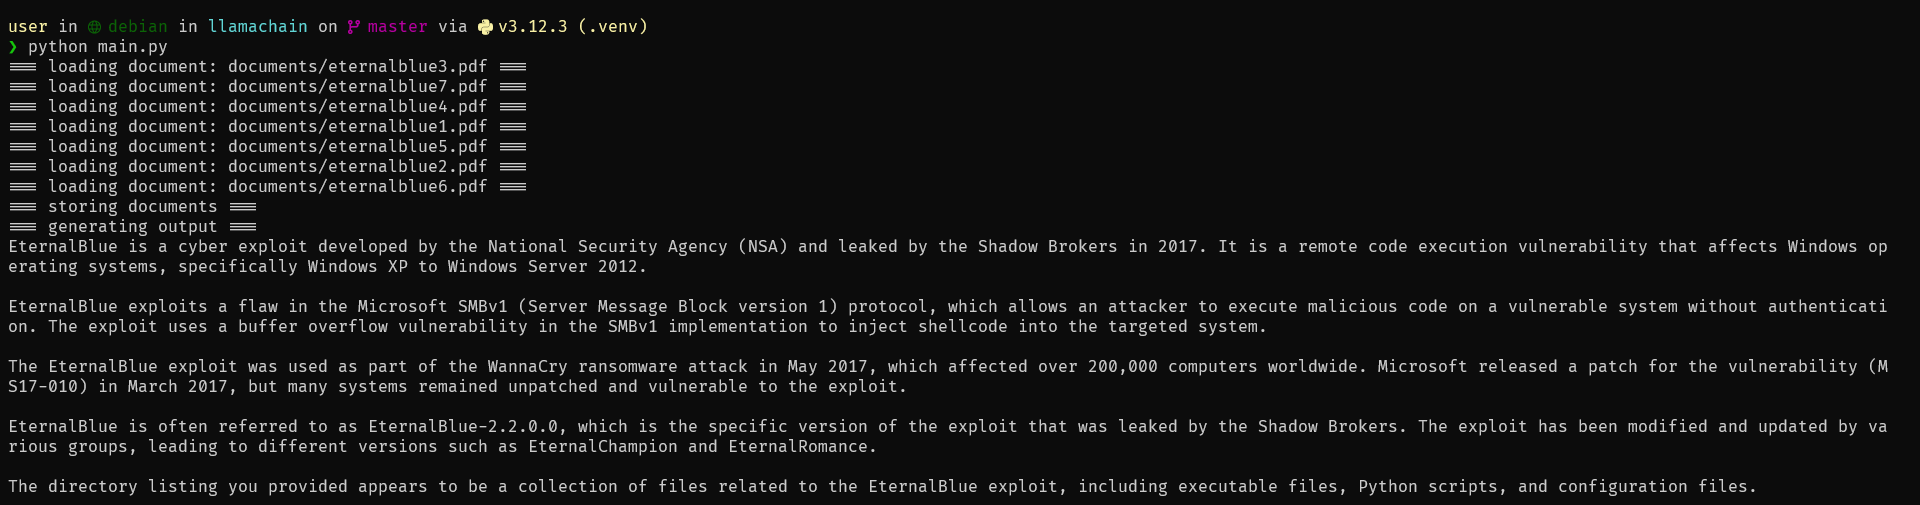 user in debian in llamachain on master via v3.12.3 (.venv)
❯ python main.py
=== loading document: documents/eternalblue3.pdf ===
=== loading document: documents/eternalblue7.pdf ===
=== loading document: documents/eternalblue4.pdf ===
=== loading document: documents/eternalblue1.pdf ===
=== loading document: documents/eternalblue5.pdf ===
=== loading document: documents/eternalblue2.pdf ===
=== loading document: documents/eternalblue6.pdf ===
=== storing documents ===
=== generating output ===
EternalBlue is a cyber exploit developed by the National Security Agency (NSA) and leaked by the Shadow Brokers in 2017. It is a remote code execution vulnerability that affects Windows op
erating systems, specifically Windows XP to Windows Server 2012.

EternalBlue exploits a flaw in the Microsoft SMBv1 (Server Message Block version 1) protocol, which allows an attacker to execute malicious code on a vulnerable system without authenticati
on. The exploit uses a buffer overflow vulnerability in the SMBv1 implementation to inject shellcode into the targeted system.

The EternalBlue exploit was used as part of the WannaCry ransomware attack in May 2017, which affected over 200,000 computers worldwide. Microsoft released a patch for the vulnerability (M
S17-010) in March 2017, but many systems remained unpatched and vulnerable to the exploit.

EternalBlue is often referred to as EternalBlue-2.2.0.0, which is the specific version of the exploit that was leaked by the Shadow Brokers. The exploit has been modified and updated by va
rious groups, leading to different versions such as EternalChampion and EternalRomance.

The directory listing you provided appears to be a collection of files related to the EternalBlue exploit, including executable files, Python scripts, and configuration files.